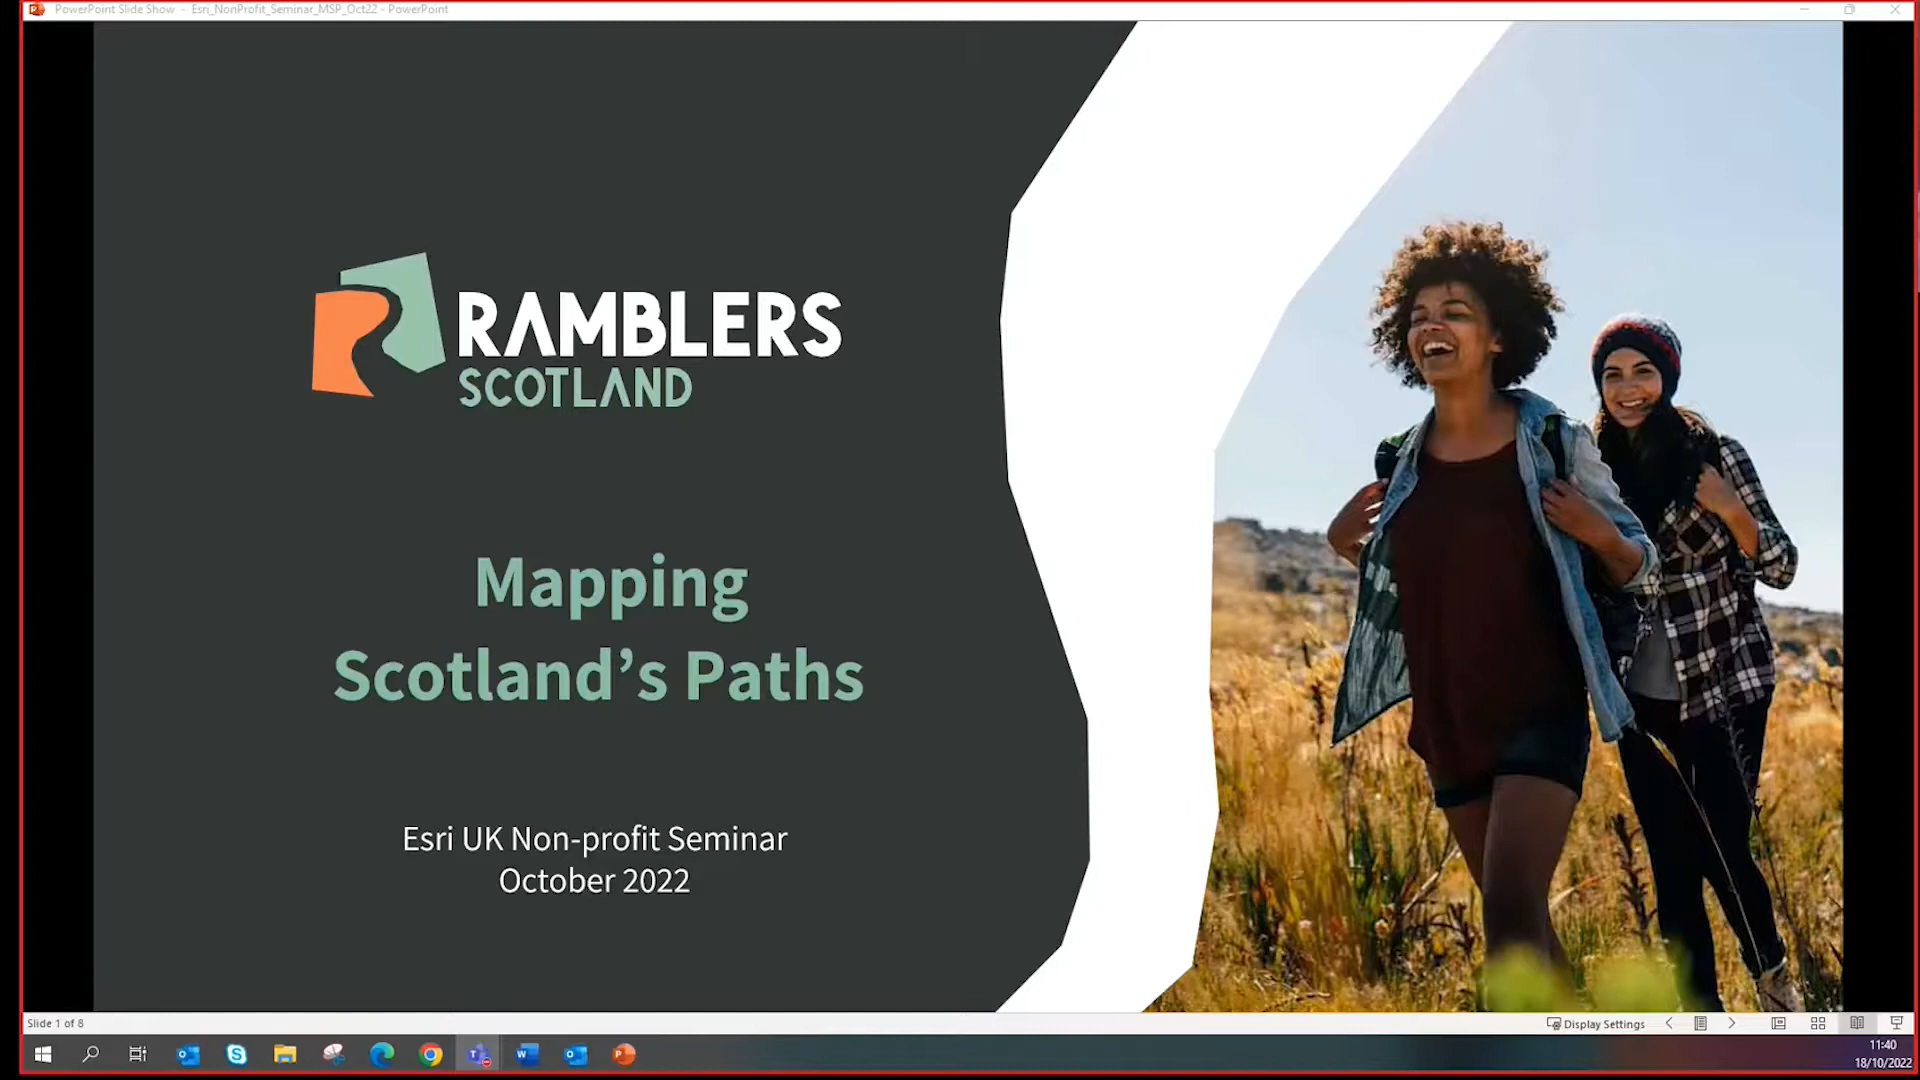 PowerPoint Slide Show - Esri_NonProfit_Seminar_MSP_Oct22 - PowerPoint
RAMBLERS
SCOTLAND
Mapping
Scotland’s Paths
Esri UK Non-profit Seminar
October 2022
Slide 1 of 8
Display Settings
11:40
18/10/2022